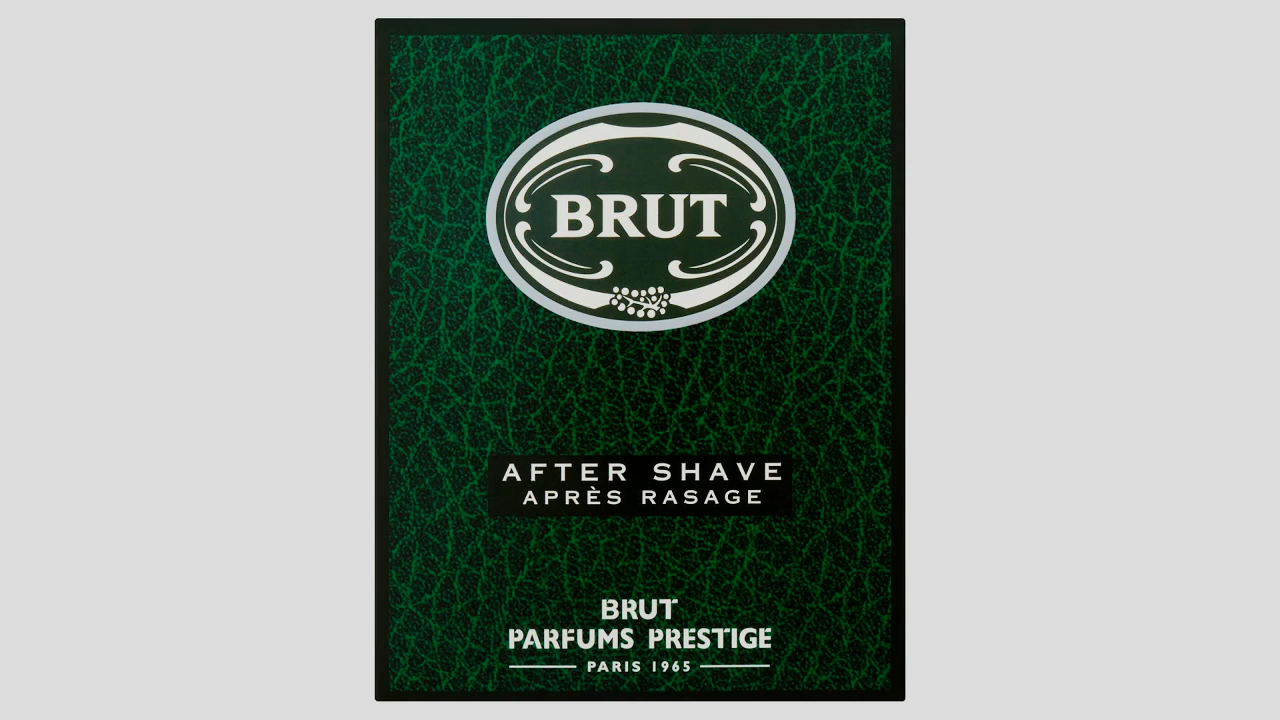 BRUT
AFTER SHAVE
APRÈS RASAGE
BRUT
PARFUMS PRESTIGE
PARIS 1965